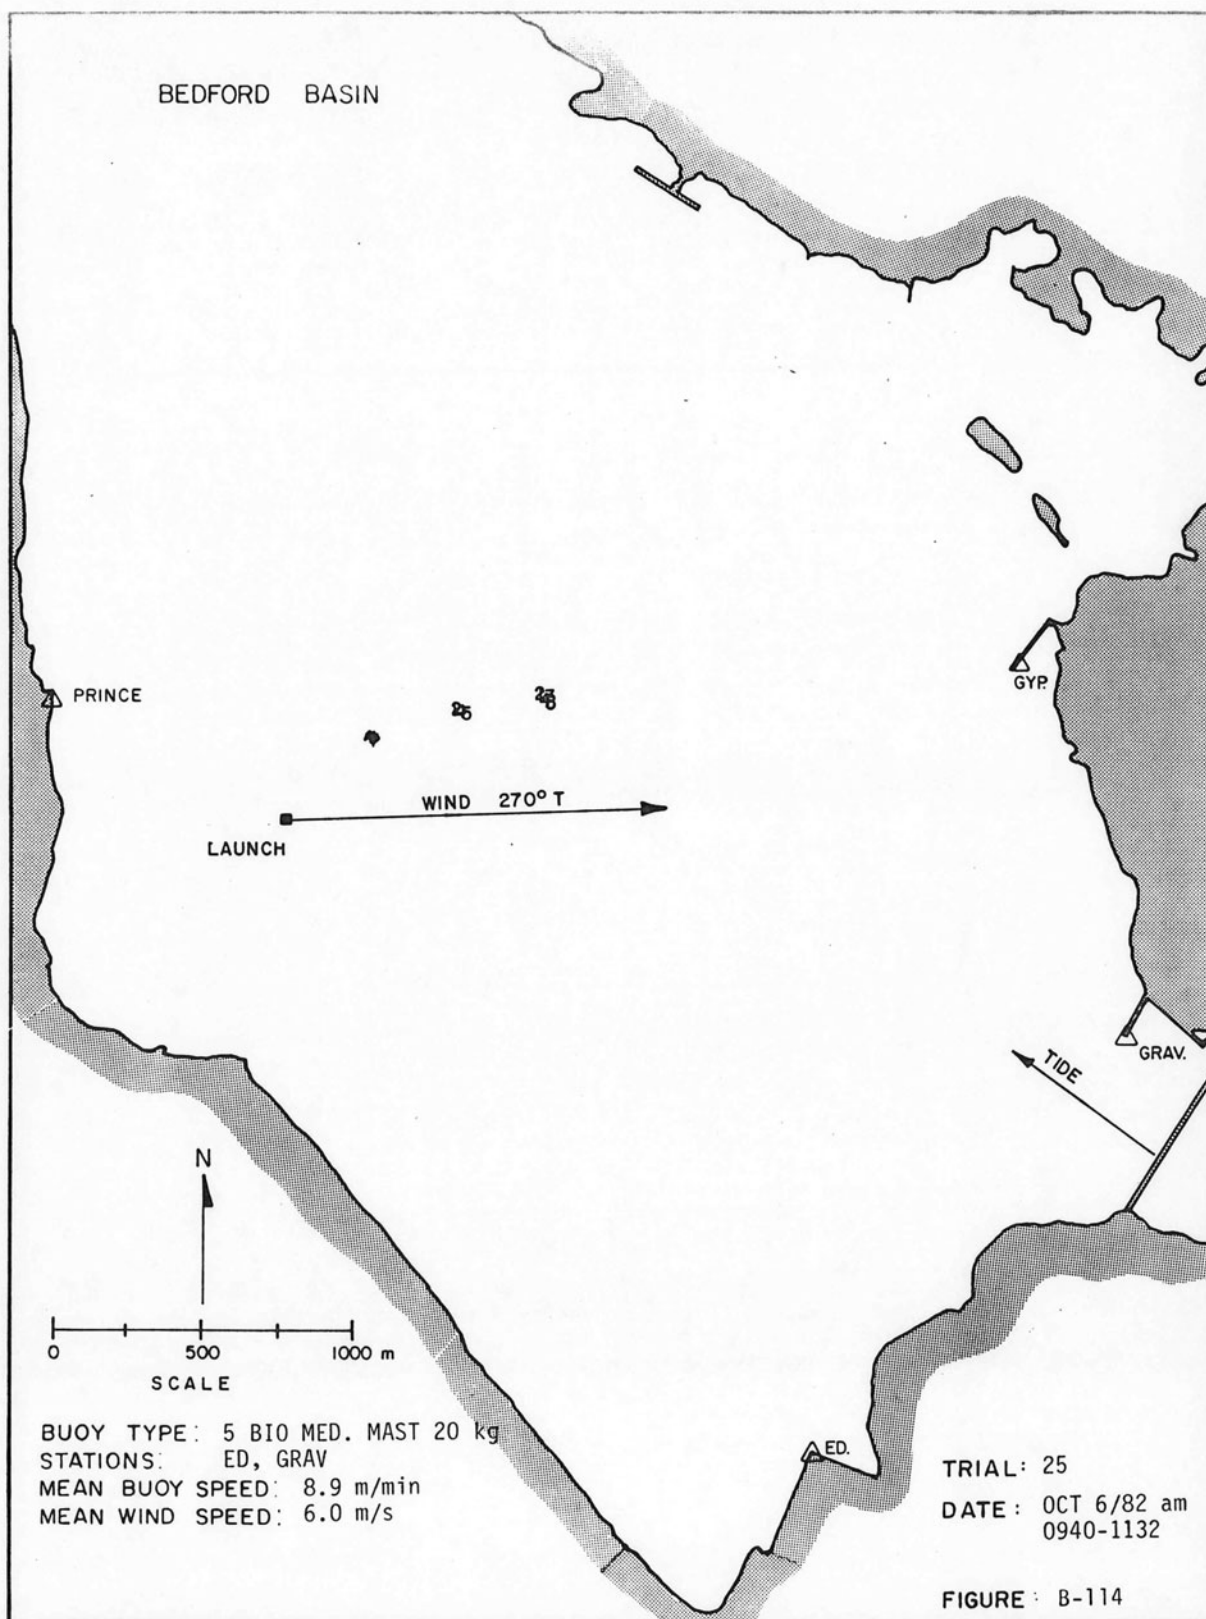 BEDFORD BASIN
PRINCE
GYP.
WIND 270° T
LAUNCH
GRAV.
TIDE
N
0 500 1000 m
SCALE
BUOY TYPE: 5 BIO MED. MAST 20 kg
STATIONS: ED, GRAV
MEAN BUOY SPEED: 8.9 m/min
MEAN WIND SPEED: 6.0 m/s
ED.
TRIAL: 25
DATE: OCT 6/82 am
0940-1132
FIGURE: B-114